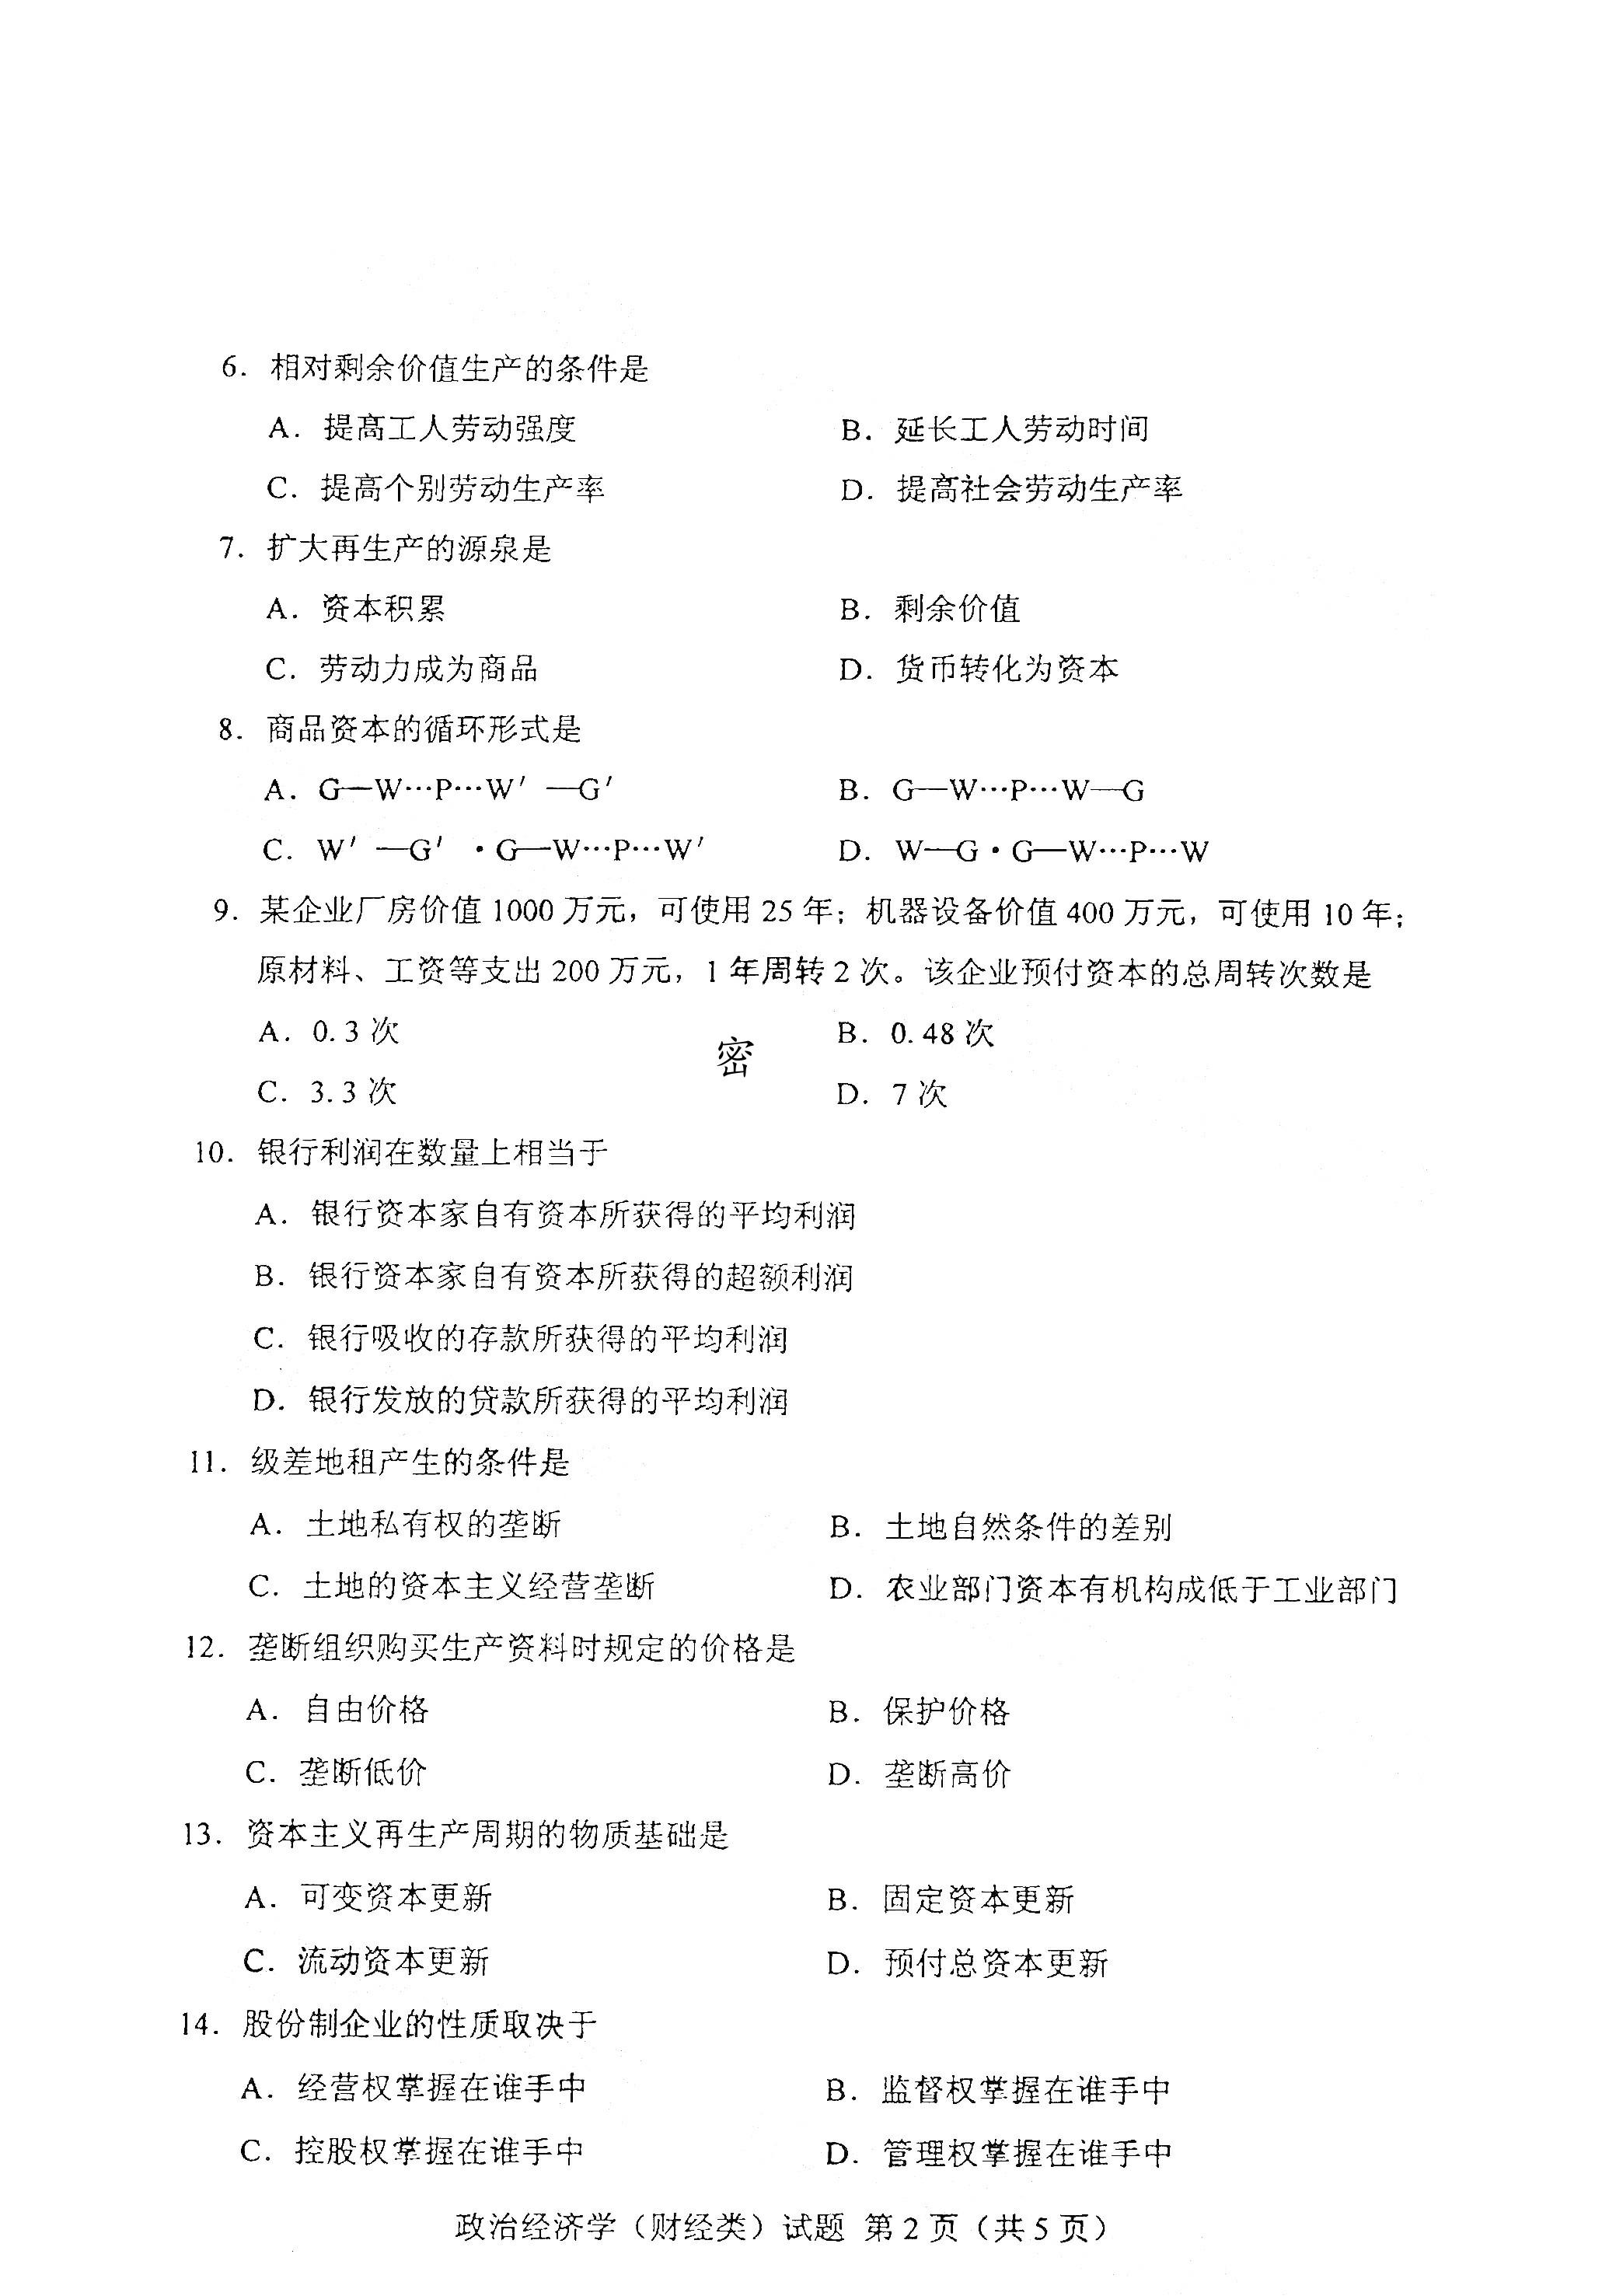 6. 相对剩余价值生产的条件是
A. 提高工人劳动强度 B. 延长工人劳动时间
C. 提高个别劳动生产率 D. 提高社会劳动生产率
7. 扩大再生产的源泉是
A. 资本积累 B. 剩余价值
C. 劳动力成为商品 D. 货币转化为资本
8. 商品资本的循环形式是
A. G—W…P…W′—G′ B. G—W…P…W—G
C. W′—G′·G—W…P…W′ D. W—G·G—W…P…W
9. 某企业厂房价值 1000 万元，可使用 25 年；机器设备价值 400 万元，可使用 10 年；
原材料、工资等支出 200 万元，1 年周转 2 次。该企业预付资本的总周转次数是
A. 0.3 次 B. 0.48 次
密
C. 3.3 次 D. 7 次
10. 银行利润在数量上相当于
A. 银行资本家自有资本所获得的平均利润
B. 银行资本家自有资本所获得的超额利润
C. 银行吸收的存款所获得的平均利润
D. 银行发放的贷款所获得的平均利润
11. 级差地租产生的条件是
A. 土地私有权的垄断 B. 土地自然条件的差别
C. 土地的资本主义经营垄断 D. 农业部门资本有机构成低于工业部门
12. 垄断组织购买生产资料时规定的价格是
A. 自由价格 B. 保护价格
C. 垄断低价 D. 垄断高价
13. 资本主义再生产周期的物质基础是
A. 可变资本更新 B. 固定资本更新
C. 流动资本更新 D. 预付总资本更新
14. 股份制企业的性质取决于
A. 经营权掌握在谁手中 B. 监督权掌握在谁手中
C. 控股权掌握在谁手中 D. 管理权掌握在谁手中
政治经济学（财经类）试题 第 2 页（共 5 页）